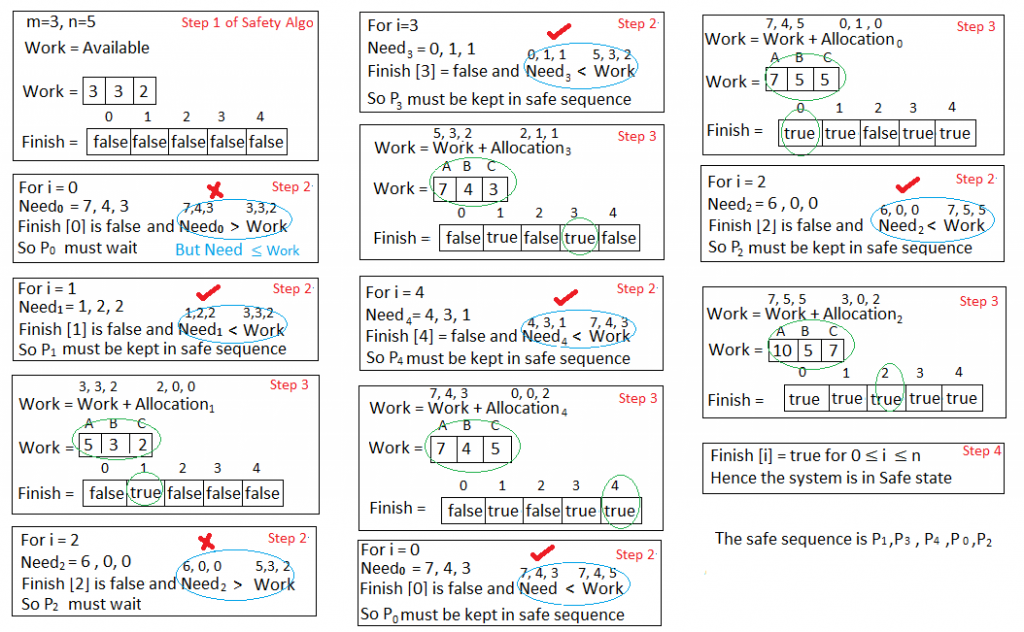 m=3, n=5 Step 1 of Safety Algo
Work = Available
Work = 3 3 2
0 1 2 3 4
Finish = false false false false false
For i = 0 Step 2
Need₀ = 7, 4, 3 7,4,3 3,3,2
Finish [0] is false and Need₀ > Work
So P₀ must wait But Need ≤ Work
For i = 1 Step 2
Need₁ = 1, 2, 2 1,2,2 3,3,2
Finish [1] is false and Need₁ < Work
So P₁ must be kept in safe sequence
3, 3, 2 2, 0, 0 Step 3
Work = Work + Allocation₁
A B C
Work = 5 3 2
0 1 2 3 4
Finish = false true false false false
For i = 2 Step 2
Need₂ = 6 , 0, 0 6, 0, 0 5,3, 2
Finish [2] is false and Need₂ > Work
So P₂ must wait
For i=3 Step 2
Need₃ = 0, 1, 1 0, 1, 1 5, 3, 2
Finish [3] = false and Need₃ < Work
So P₃ must be kept in safe sequence
5, 3, 2 2, 1, 1 Step 3
Work = Work + Allocation₃
A B C
Work = 7 4 3
0 1 2 3 4
Finish = false true false true false
For i = 4 Step 2
Need₄ = 4, 3, 1 4, 3, 1 7, 4, 3
Finish [4] = false and Need₄ < Work
So P₄ must be kept in safe sequence
7, 4, 3 0, 0, 2 Step 3
Work = Work + Allocation₄
A B C
Work = 7 4 5
0 1 2 3 4
Finish = false true false true true
For i = 0 Step 2
Need₀ = 7, 4, 3 7, 4, 3 7, 4, 5
Finish [0] is false and Need < Work
So P₀ must be kept in safe sequence
7, 4, 5 0, 1 , 0 Step 3
Work = Work + Allocation₀
A B C
Work = 7 5 5
0 1 2 3 4
Finish = true true false true true
For i = 2 Step 2
Need₂ = 6 , 0, 0 6, 0, 0 7, 5, 5
Finish [2] is false and Need₂ < Work
So P₂ must be kept in safe sequence
7, 5, 5 3, 0, 2 Step 3
Work = Work + Allocation₂
A B C
Work = 10 5 7
0 1 2 3 4
Finish = true true true true true
Finish [i] = true for 0 ≤ i ≤ n Step 4
Hence the system is in Safe state
The safe sequence is P₁,P₃ , P₄ ,P₀ ,P₂